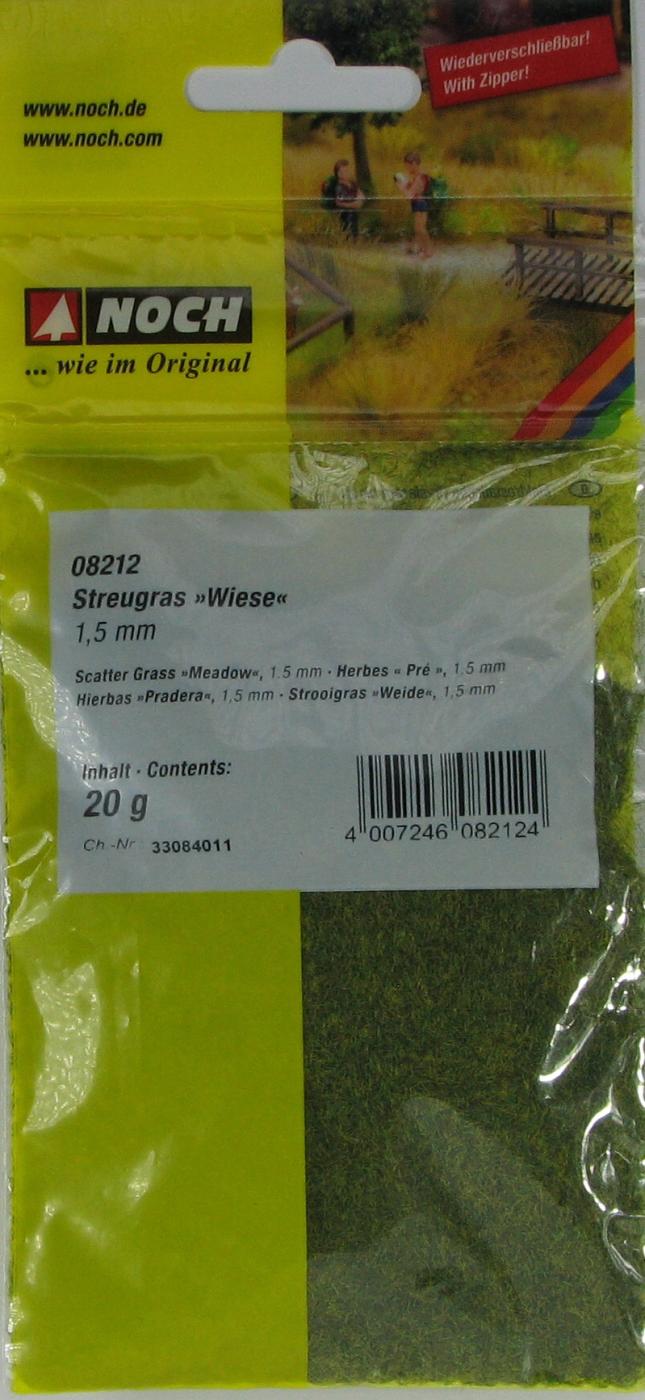 Wiederverschließbar!
With Zipper!
www.noch.de
www.noch.com
NOCH
... wie im Original
08212
Streugras »Wiese«
1,5 mm
Scatter Grass »Meadow«, 1.5 mm · Herbes « Pré », 1.5 mm
Hierbas »Pradera«, 1,5 mm · Strooigras »Weide«, 1,5 mm
Inhalt · Contents:
20 g
Ch.-Nr. 33084011
4 007246 082124